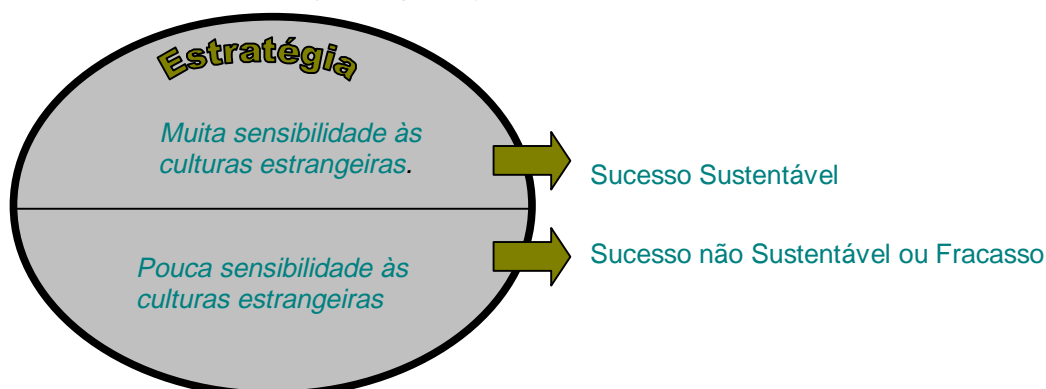 Estratégia
Muita sensibilidade às
culturas estrangeiras.
Sucesso Sustentável
Sucesso não Sustentável ou Fracasso
Pouca sensibilidade às
culturas estrangeiras